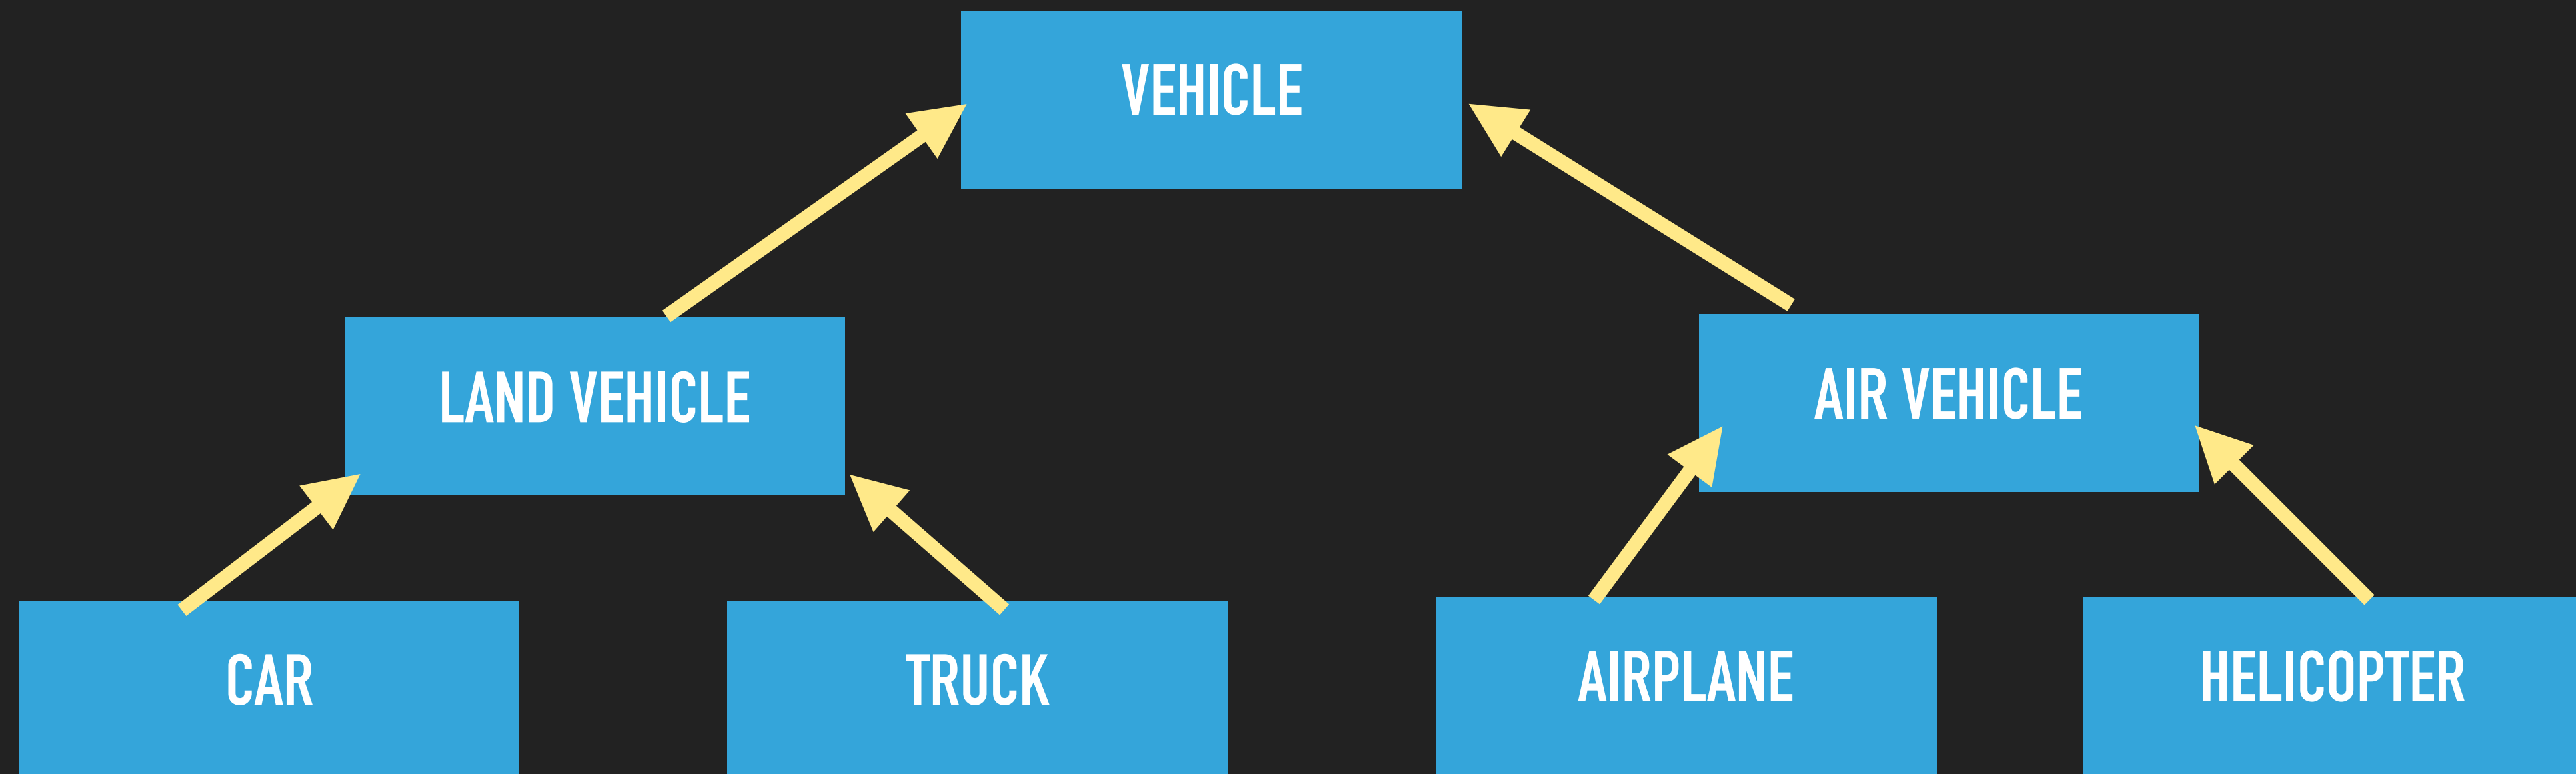 VEHICLE
LAND VEHICLE
AIR VEHICLE
CAR
TRUCK
AIRPLANE
HELICOPTER